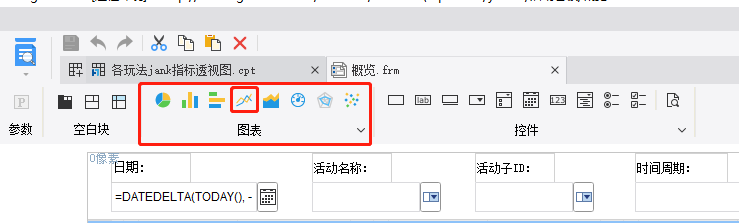 各玩法jank指标透视图.cpt
概览.frm
参数
空白块
图表
lab
123
控件
0像素
日期:
活动名称:
活动子ID:
时间周期:
=DATEDELTA(TODAY(), -